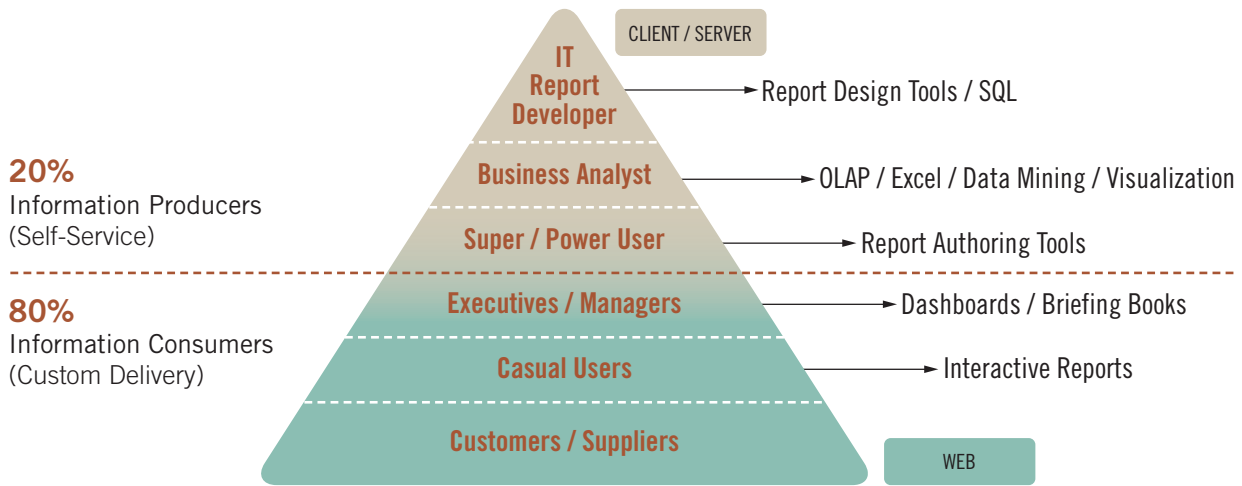 CLIENT / SERVER
IT
Report
Developer
Report Design Tools / SQL
20%
Information Producers
(Self-Service)
Business Analyst
OLAP / Excel / Data Mining / Visualization
Super / Power User
Report Authoring Tools
80%
Information Consumers
(Custom Delivery)
Executives / Managers
Dashboards / Briefing Books
Casual Users
Interactive Reports
Customers / Suppliers
WEB